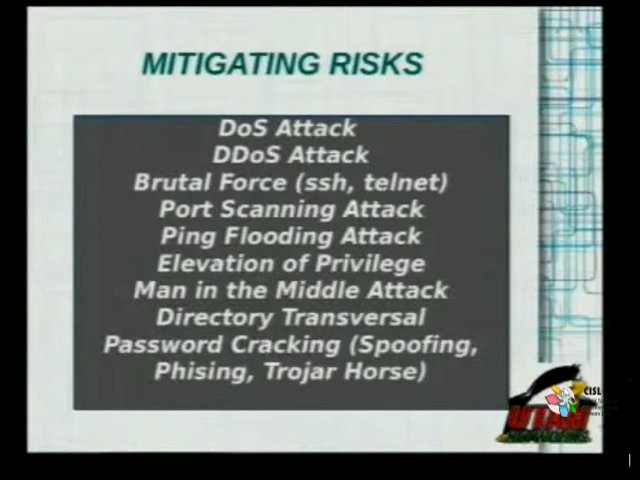 MITIGATING RISKS
DoS Attack
DDoS Attack
Brutal Force (ssh, telnet)
Port Scanning Attack
Ping Flooding Attack
Elevation of Privilege
Man in the Middle Attack
Directory Transversal
Password Cracking (Spoofing,
Phising, Trojar Horse)
CISL